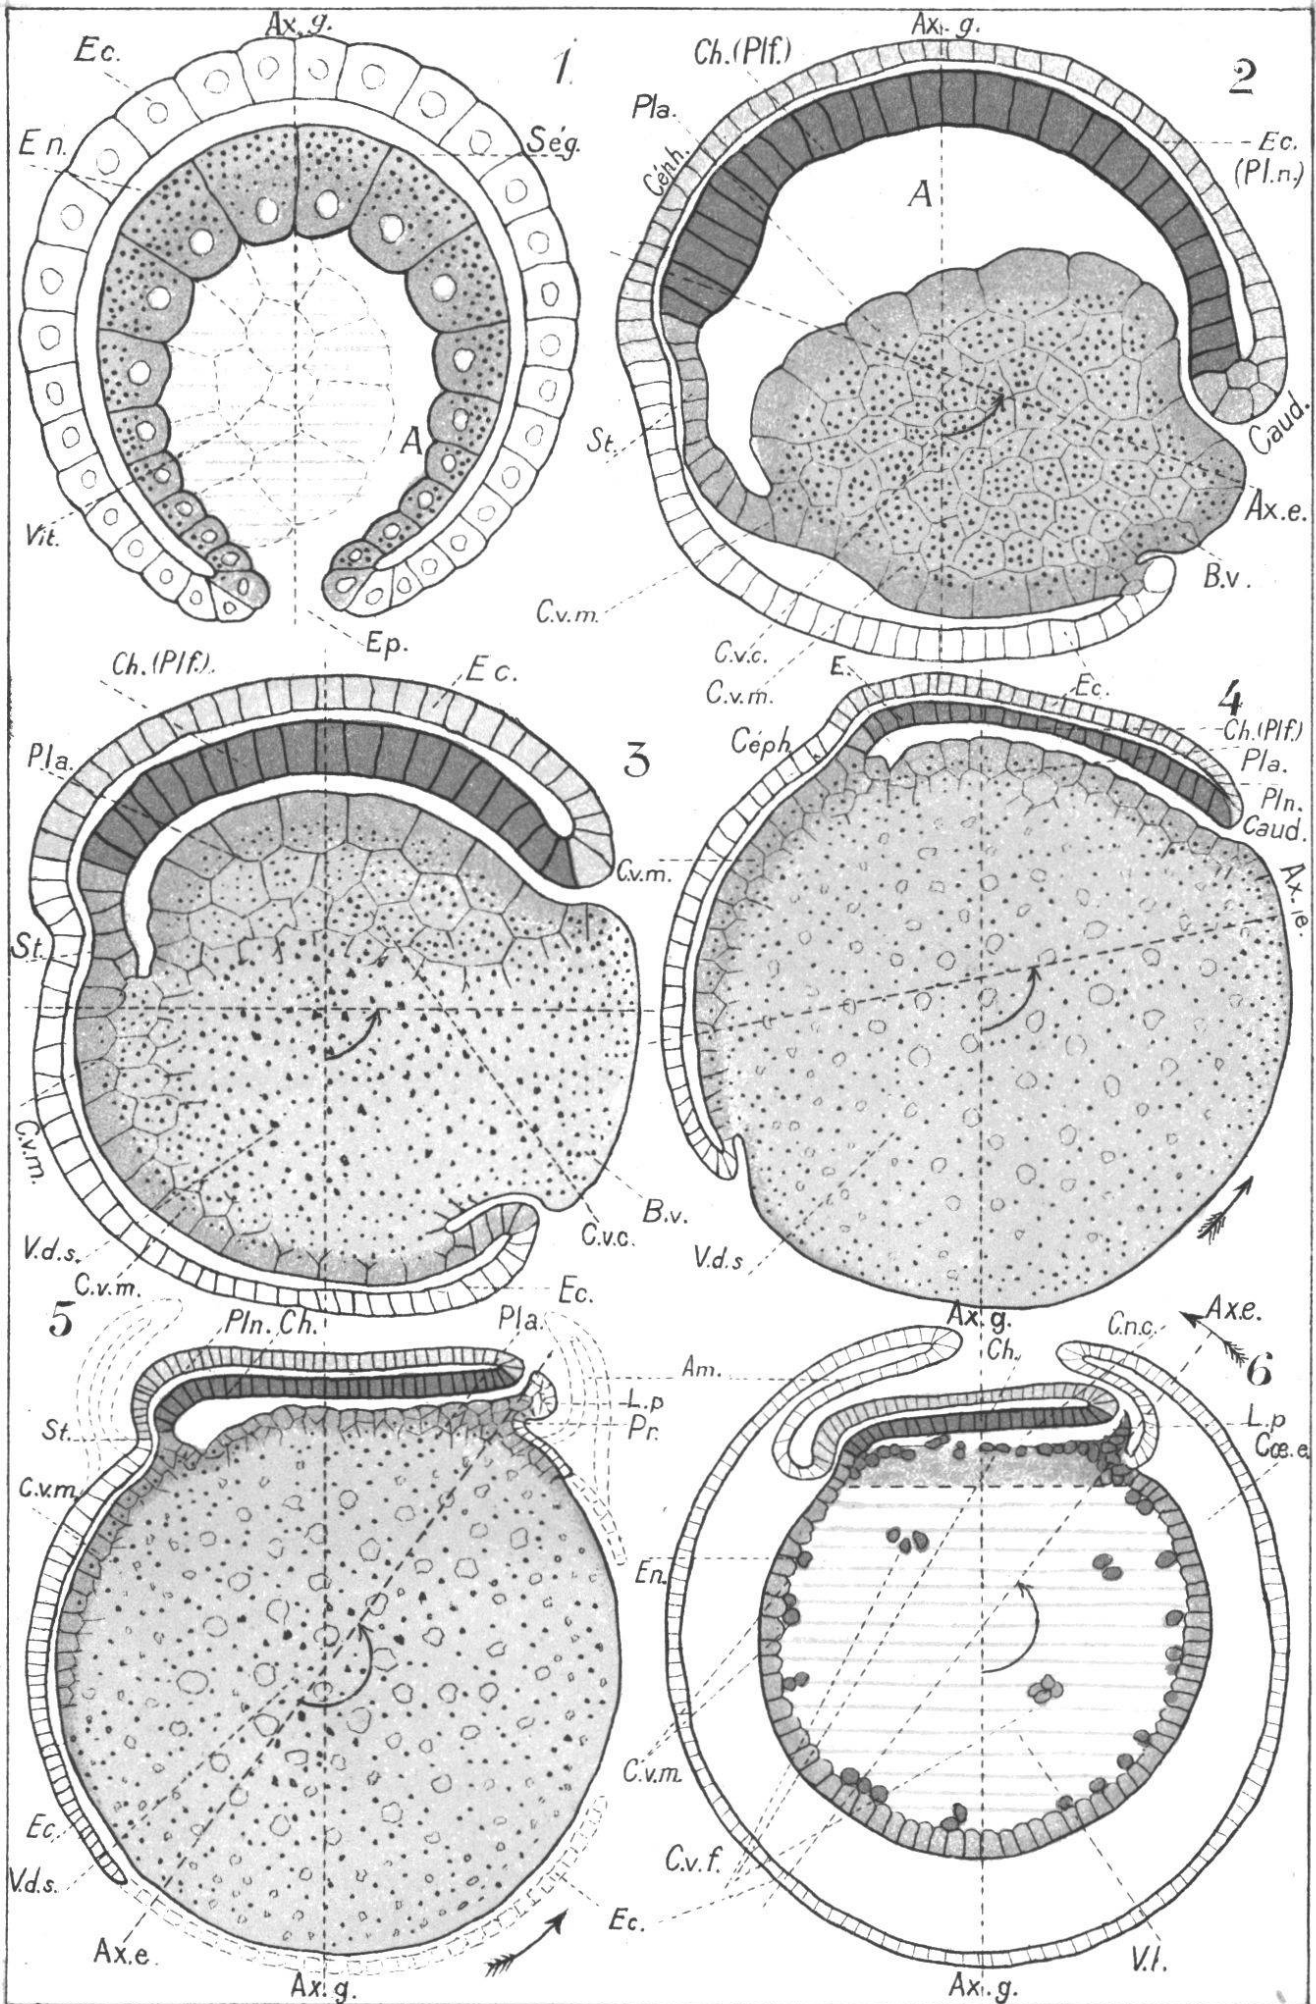 Ax. g.
Ec.
1.
En.
Ség.
A
Vit.
Ep.
Ax. g.
Ch.(Plf.)
2
Pla.
Céph.
Ec.
(Pl.n.)
A
St.
Caud.
Ax.e.
B.v.
C.v.m.
C.v.c.
C.v.m.
Ec.
Ch.(Plf.).
Ec.
3
Pla.
C.v.m.
St.
C.v.m.
V.d.s.
C.v.m.
B.v.
C.v.c.
Ec.
E.
Ec.
4
Céph.
Ch.(Plf.)
Pla.
Pln.
Caud.
Ax.e.
V.d.s
5
Pln. Ch.
Pla.
L.p
Pr.
St.
C.v.m.
Ec.
V.d.s.
Ax.e.
Ax. g.
Ec.
Ax. g.
Ch.
C.n.c.
Ax.e.
6
Am.
L.p
Cœ.e.
En.
C.v.m.
C.v.f.
V.t.
Ax. g.